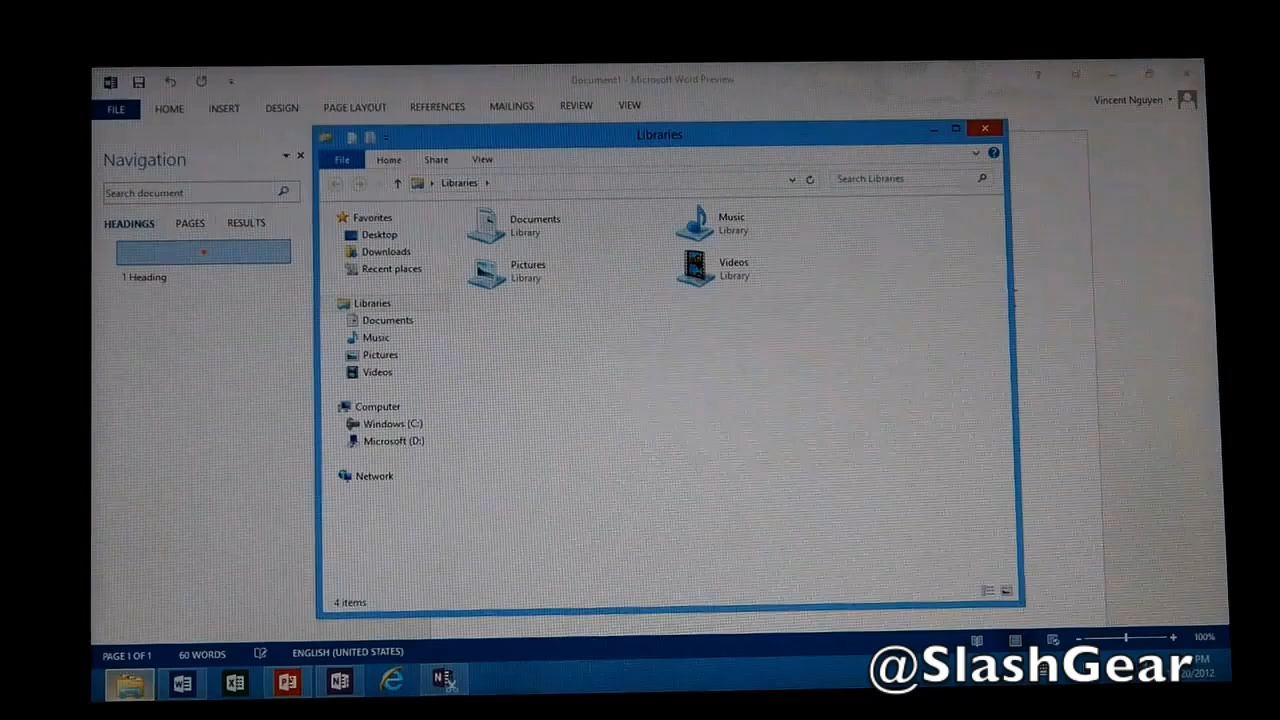 Document1 - Microsoft Word Preview
?
FILE HOME INSERT DESIGN PAGE LAYOUT REFERENCES MAILINGS REVIEW VIEW
Vincent Nguyen
Navigation
Search document
HEADINGS PAGES RESULTS
1 Heading
Libraries
File Home Share View
Libraries
Search Libraries
Favorites
Desktop
Downloads
Recent places
Libraries
Documents
Music
Pictures
Videos
Computer
Windows (C:)
Microsoft (D:)
Network
Documents
Library
Music
Library
Pictures
Library
Videos
Library
4 items
PAGE 1 OF 1 60 WORDS ENGLISH (UNITED STATES)
100%
PM
20/2012
@SlashGear